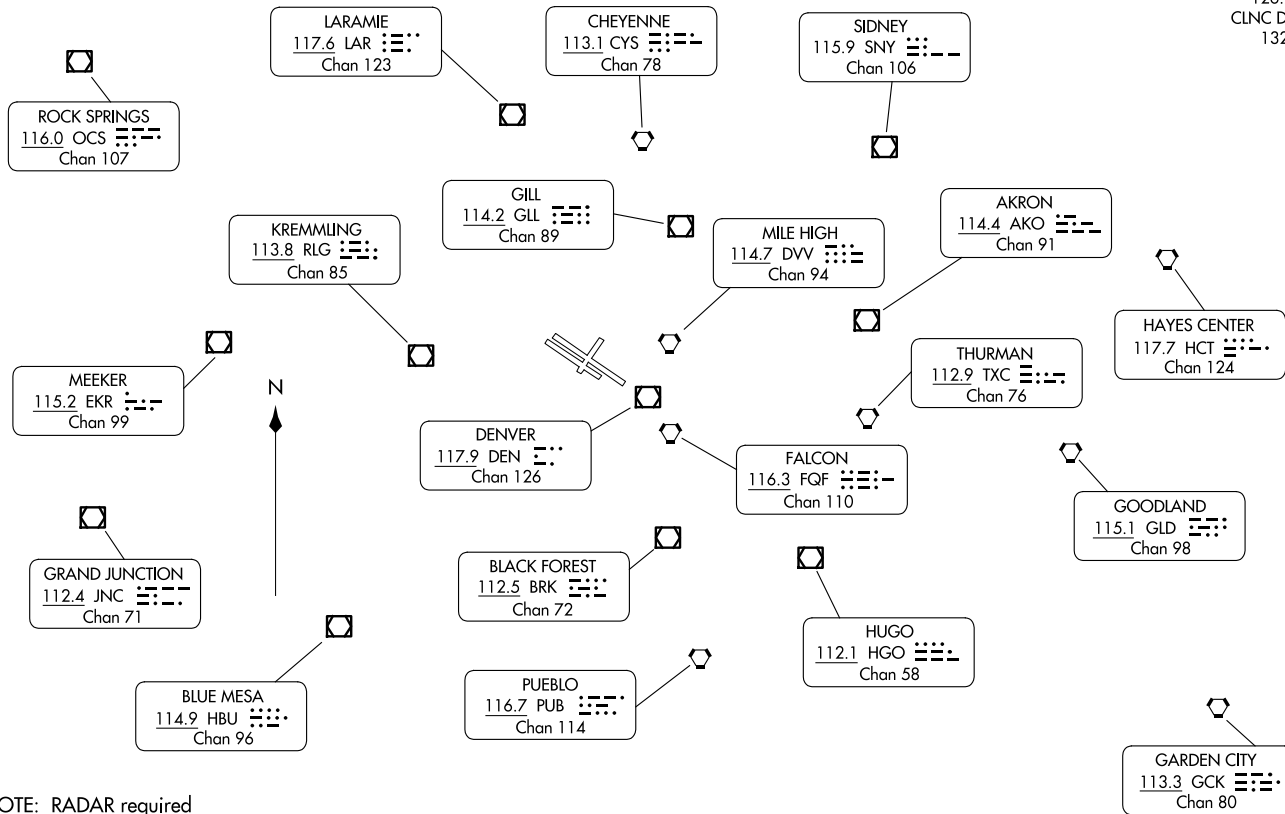 LARAMIE
117.6 LAR
Chan 123
CHEYENNE
113.1 CYS
Chan 78
SIDNEY
115.9 SNY
Chan 106
CLNC D
132
ROCK SPRINGS
116.0 OCS
Chan 107
GILL
114.2 GLL
Chan 89
AKRON
114.4 AKO
Chan 91
KREMMLING
113.8 RLG
Chan 85
MILE HIGH
114.7 DVV
Chan 94
HAYES CENTER
117.7 HCT
Chan 124
THURMAN
112.9 TXC
Chan 76
MEEKER
115.2 EKR
Chan 99
N
DENVER
117.9 DEN
Chan 126
FALCON
116.3 FQF
Chan 110
GOODLAND
115.1 GLD
Chan 98
GRAND JUNCTION
112.4 JNC
Chan 71
BLACK FOREST
112.5 BRK
Chan 72
HUGO
112.1 HGO
Chan 58
BLUE MESA
114.9 HBU
Chan 96
PUEBLO
116.7 PUB
Chan 114
GARDEN CITY
113.3 GCK
Chan 80
OTE: RADAR required